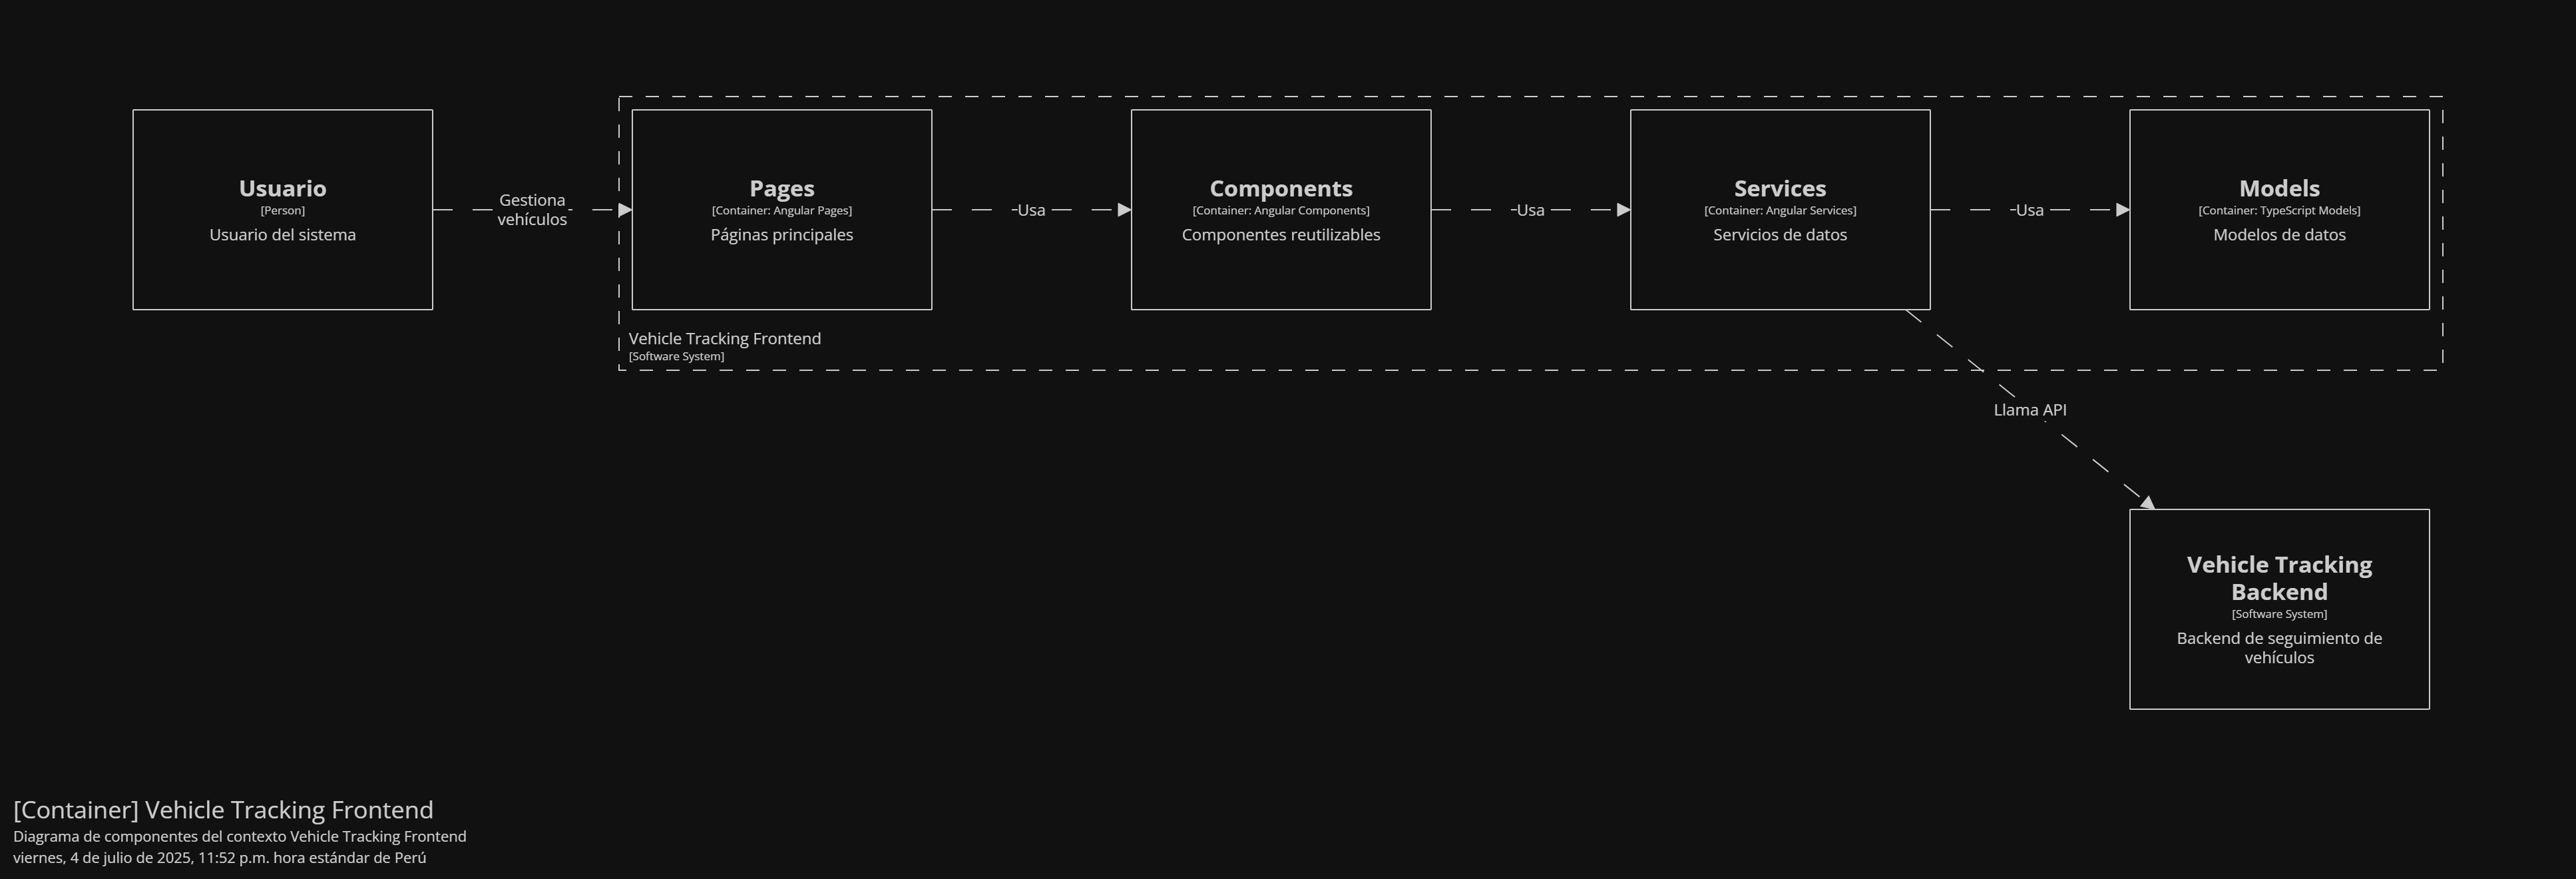 Usuario
[Person]
Usuario del sistema
Gestiona
vehículos
Pages
[Container: Angular Pages]
Páginas principales
Usa
Components
[Container: Angular Components]
Componentes reutilizables
Usa
Services
[Container: Angular Services]
Servicios de datos
Usa
Models
[Container: TypeScript Models]
Modelos de datos
Vehicle Tracking Frontend
[Software System]
Llama API
Vehicle Tracking
Backend
[Software System]
Backend de seguimiento de
vehículos
[Container] Vehicle Tracking Frontend
Diagrama de componentes del contexto Vehicle Tracking Frontend
viernes, 4 de julio de 2025, 11:52 p.m. hora estándar de Perú